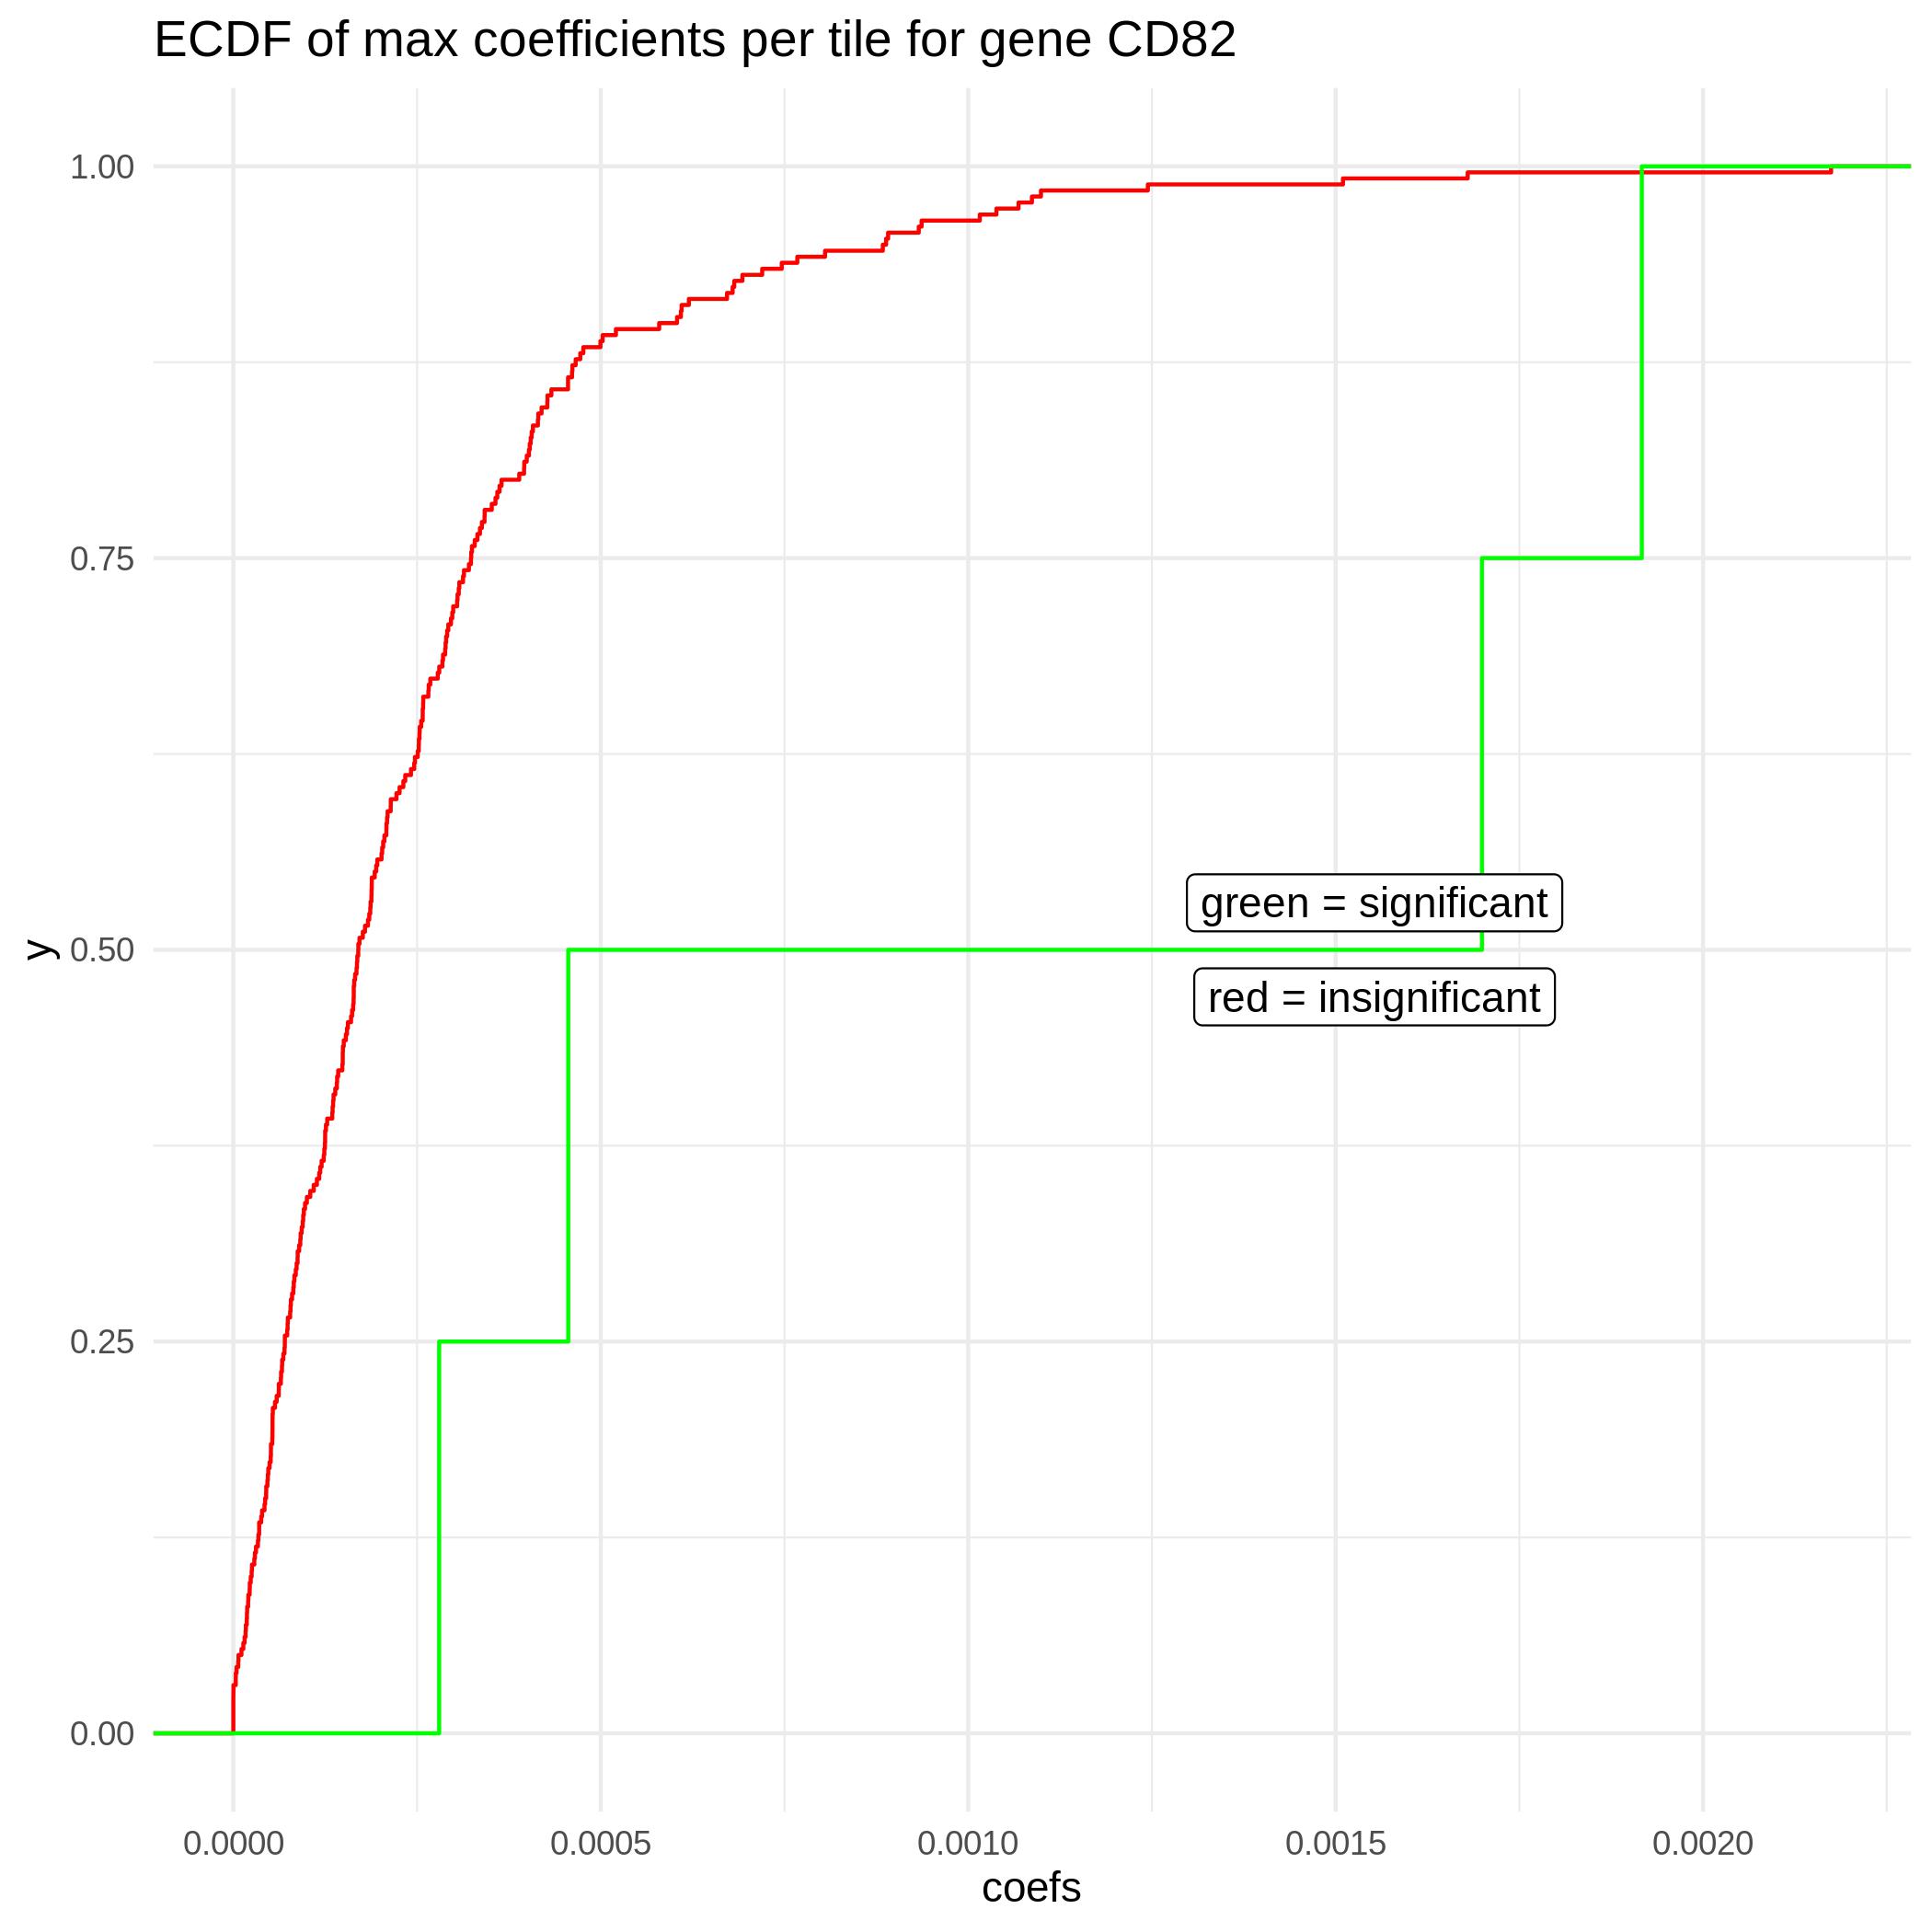 ECDF of max coefficients per tile for gene CD82
1.00
0.75
0.50
0.25
0.00
y
green = significant
red = insignificant
0.0000
0.0005
0.0010
0.0015
0.0020
coefs